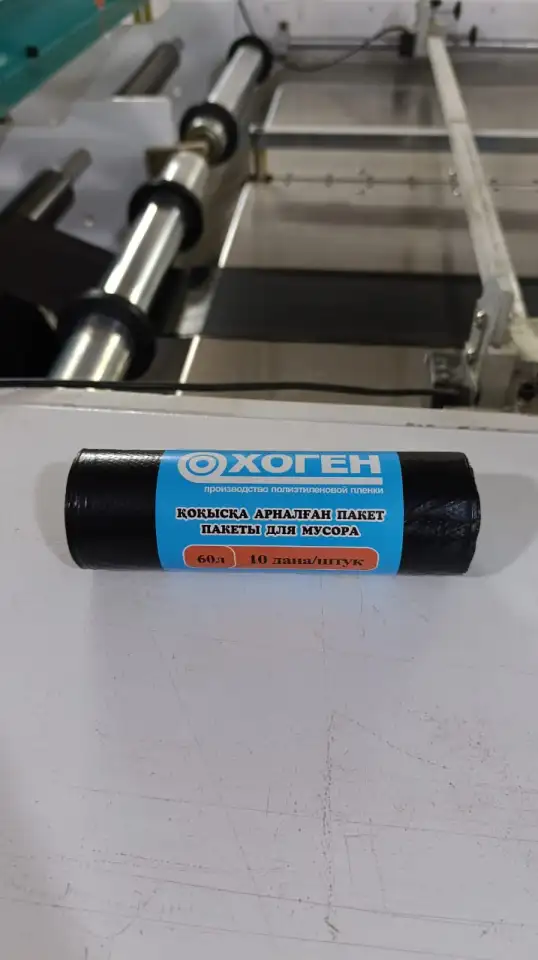 ХОГЕН
производство полиэтиленовой пленки
ҚОҚЫСҚА АРНАЛҒАН ПАКЕТ
ПАКЕТЫ ДЛЯ МУСОРА
60л 10 дана/штук